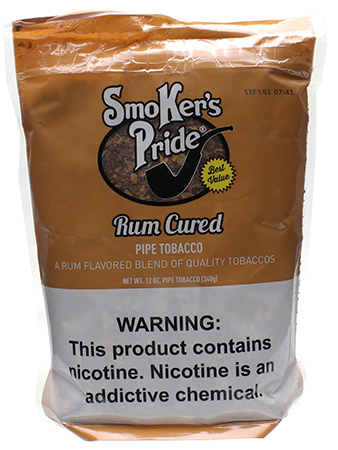 11F181 07:41
SmoKer's
Pride®
Best
Value
Rum Cured
PIPE TOBACCO
A RUM FLAVORED BLEND OF QUALITY TOBACCOS
NET WT. 12 OZ. PIPE TOBACCO (340g)
WARNING:
This product contains
nicotine. Nicotine is an
addictive chemical.